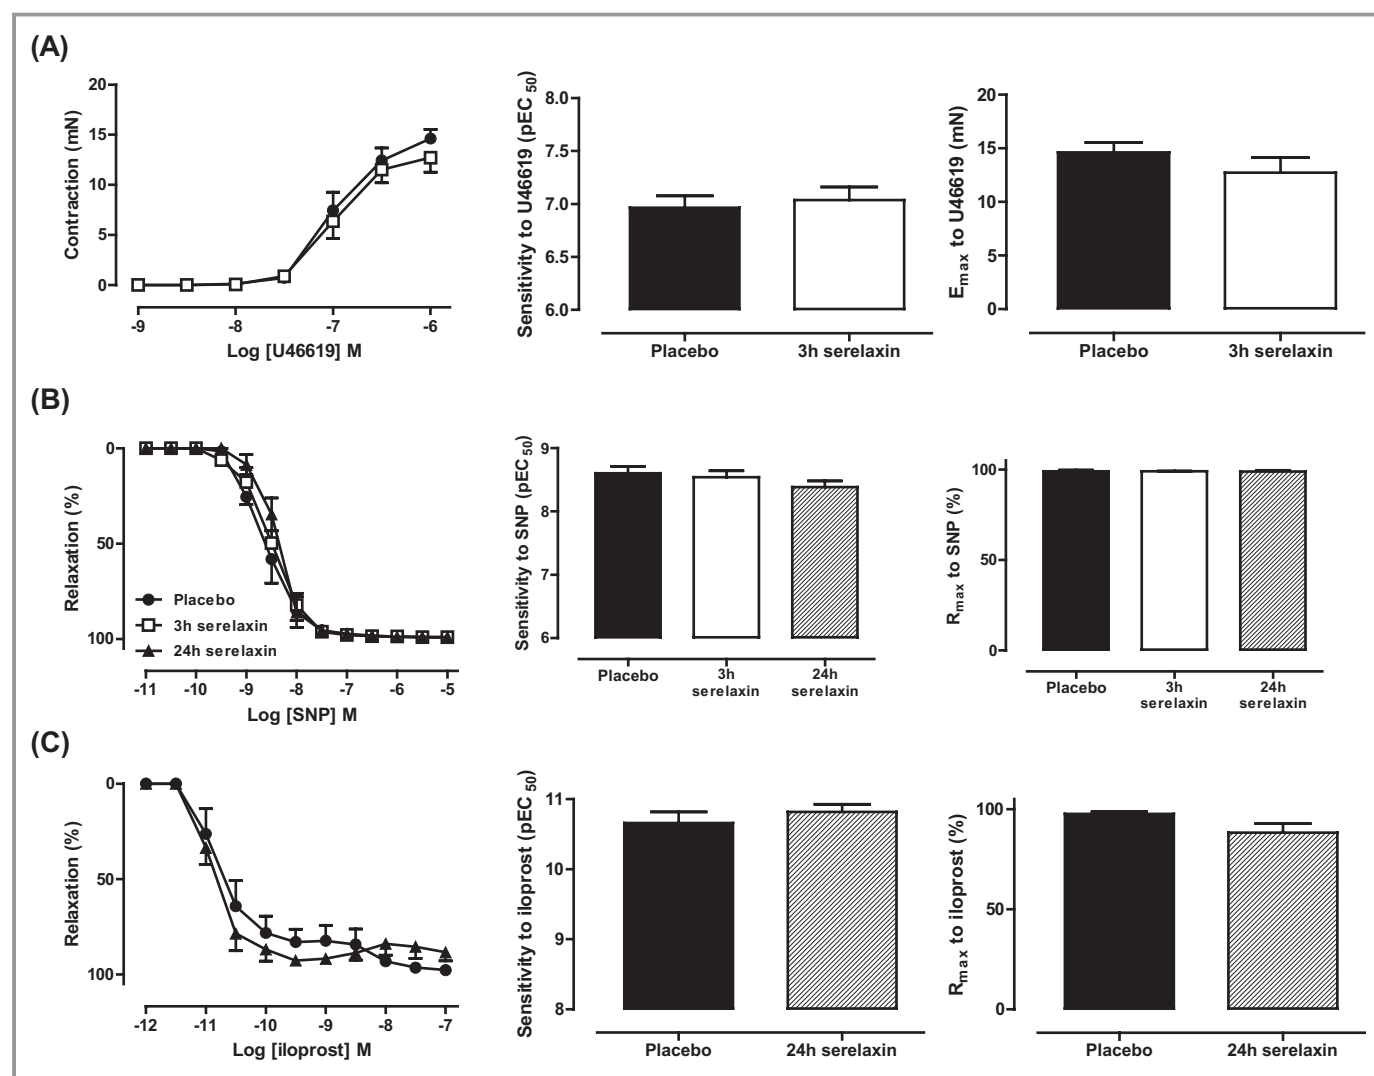 (A)
Contraction (mN)
20
15
10
5
0
-9
-8
-7
-6
Log [U46619] M
Sensitivity to U46619 (pEC 50)
8.0
7.5
7.0
6.5
6.0
Placebo
3h serelaxin
Emax to U46619 (mN)
20
15
10
5
0
Placebo
3h serelaxin
(B)
Relaxation (%)
0
50
100
Placebo
3h serelaxin
24h serelaxin
-11
-10
-9
-8
-7
-6
-5
Log [SNP] M
Sensitivity to SNP (pEC50)
9
8
7
6
Placebo
3h
serelaxin
24h
serelaxin
Rmax to SNP (%)
100
50
0
Placebo
3h
serelaxin
24h
serelaxin
(C)
Relaxation (%)
0
50
100
-12
-11
-10
-9
-8
-7
Log [iloprost] M
Sensitivity to iloprost (pEC 50)
11
10
9
8
Placebo
24h serelaxin
Rmax to iloprost (%)
100
50
0
Placebo
24h serelaxin